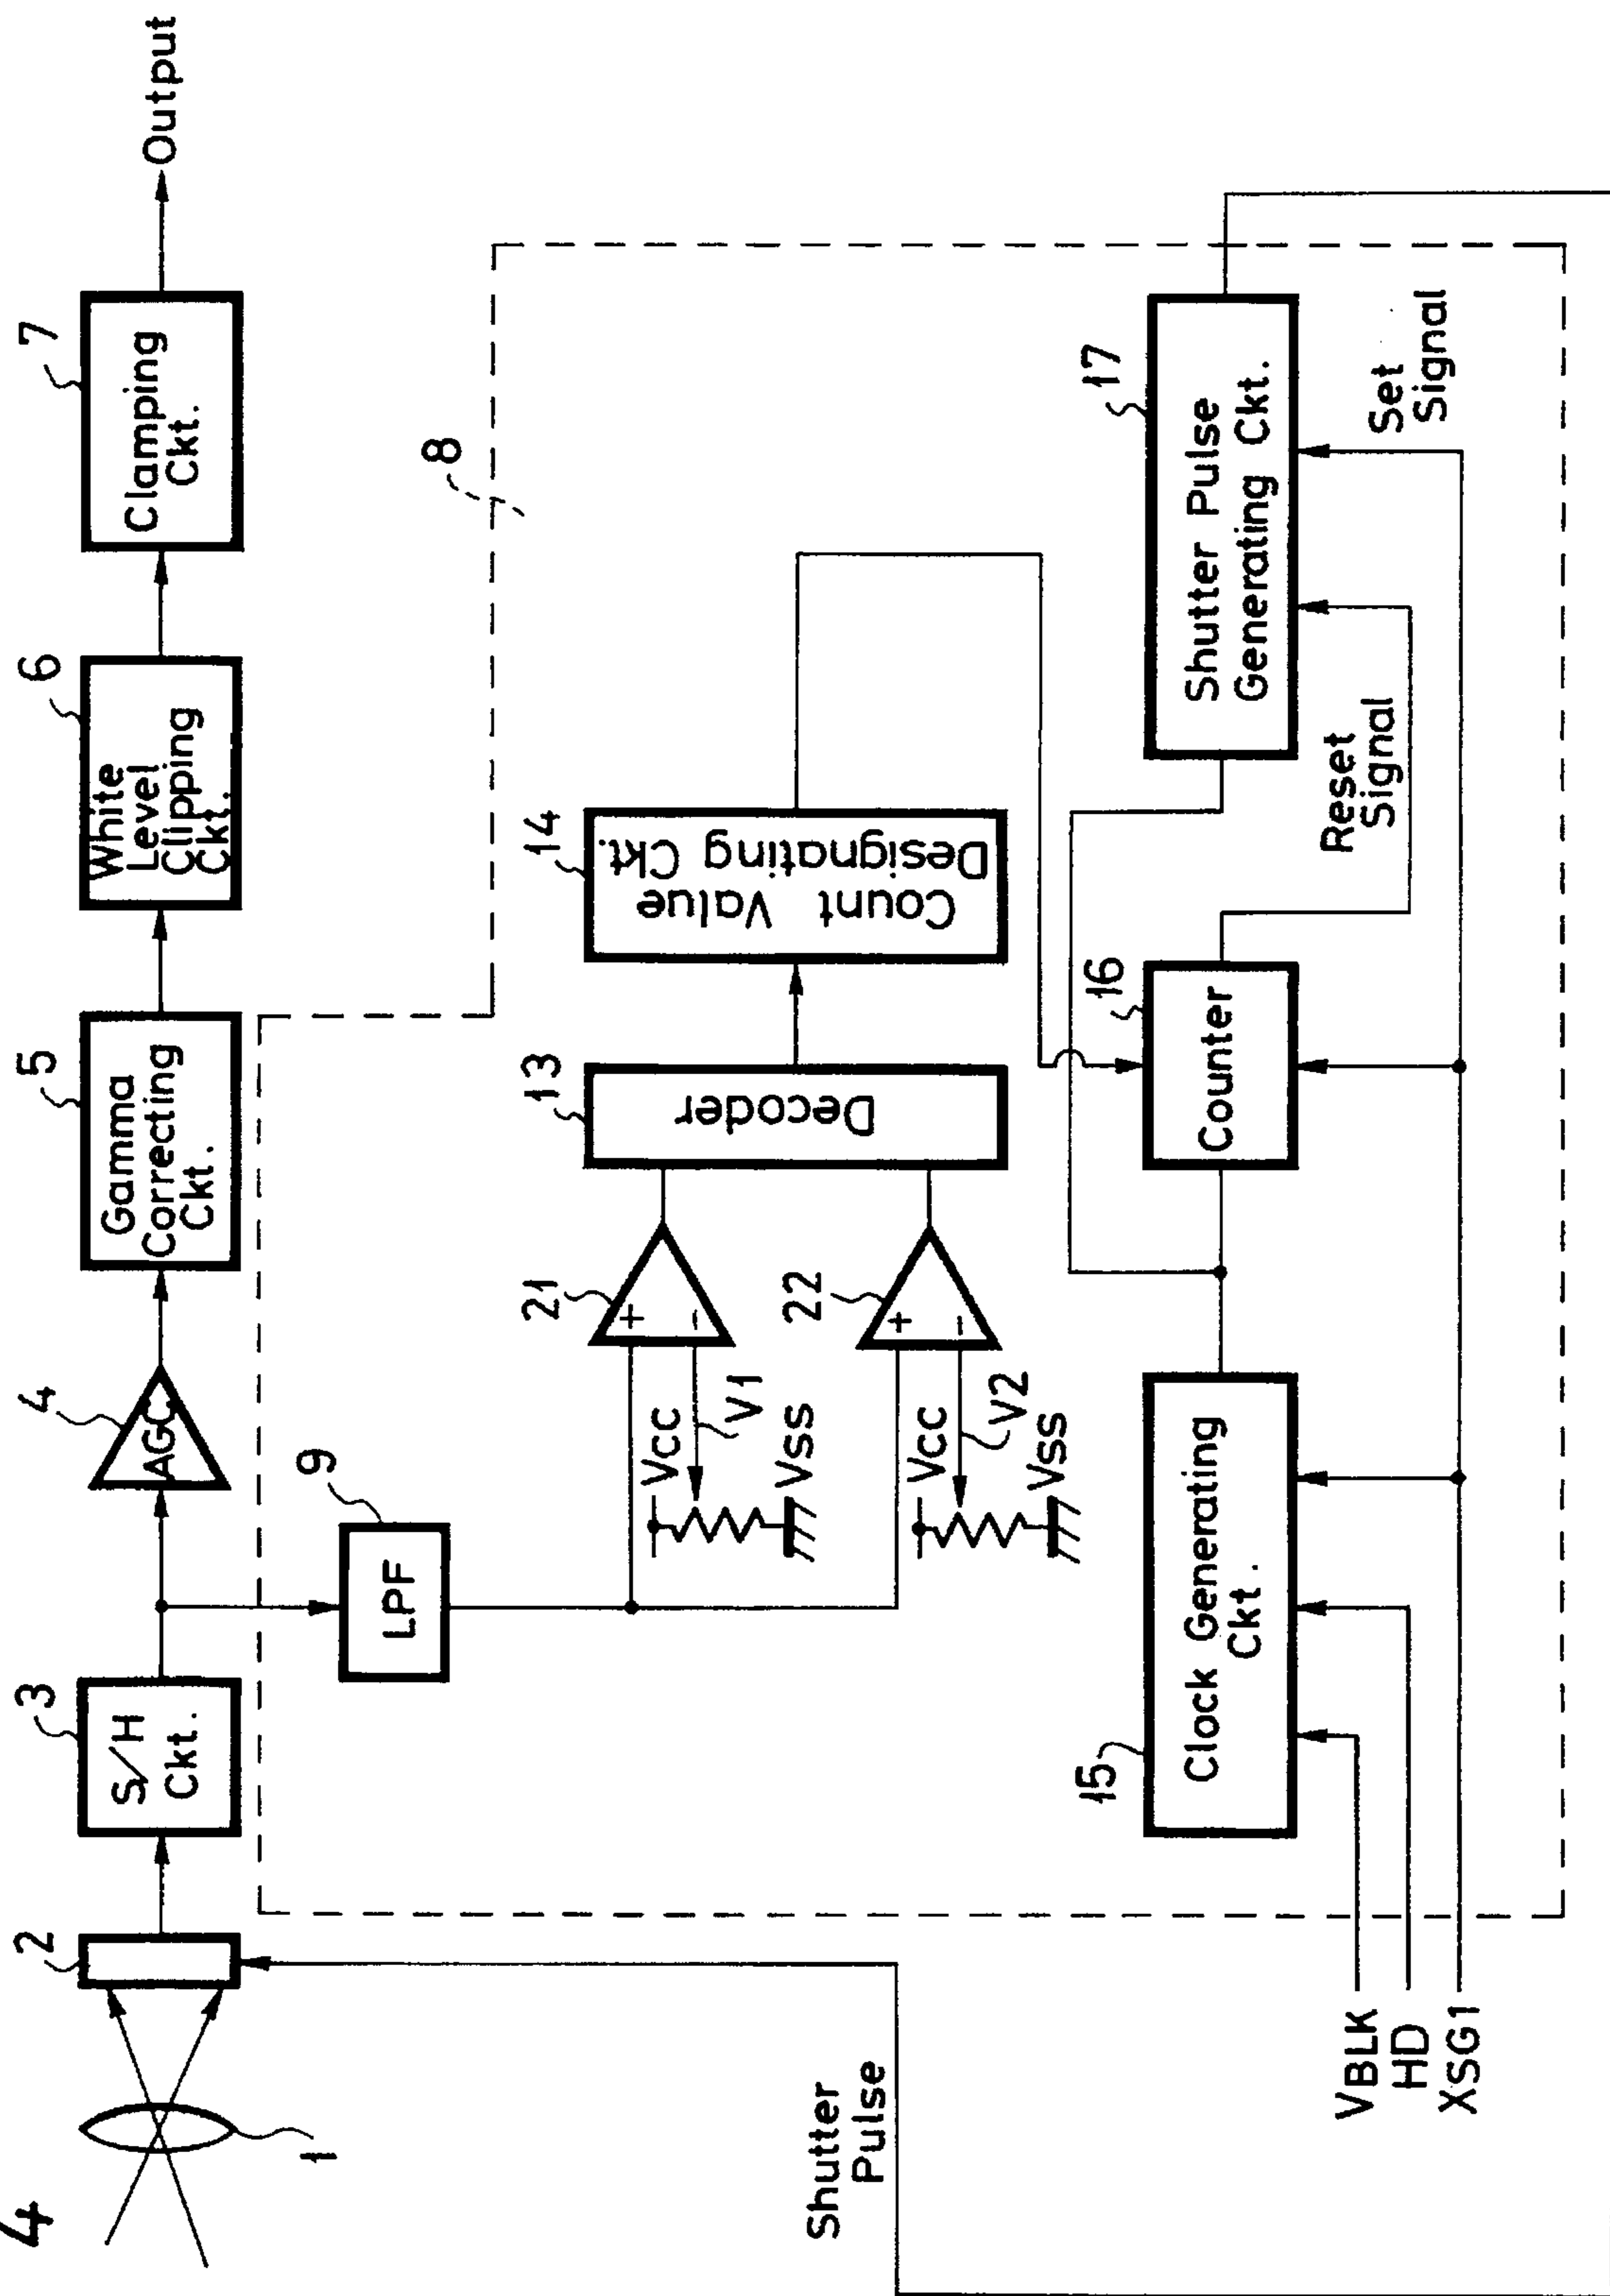 4
1
2
3
S/H
Ckt.
4
AGC
5
Gamma
Correcting
Ckt.
6
White
Level
Clipping
Ckt.
7
Clamping
Ckt.
Output
8
9
LPF
21
+
-
Vcc
V1
Vss
22
+
-
Vcc
V2
Vss
13
Decoder
14
Count Value
Designating Ckt.
15
Clock Generating
Ckt.
16
Counter
17
Shutter Pulse
Generating Ckt.
Reset
Signal
Set
Signal
VBLK
HD
XSG1
Shutter
Pulse